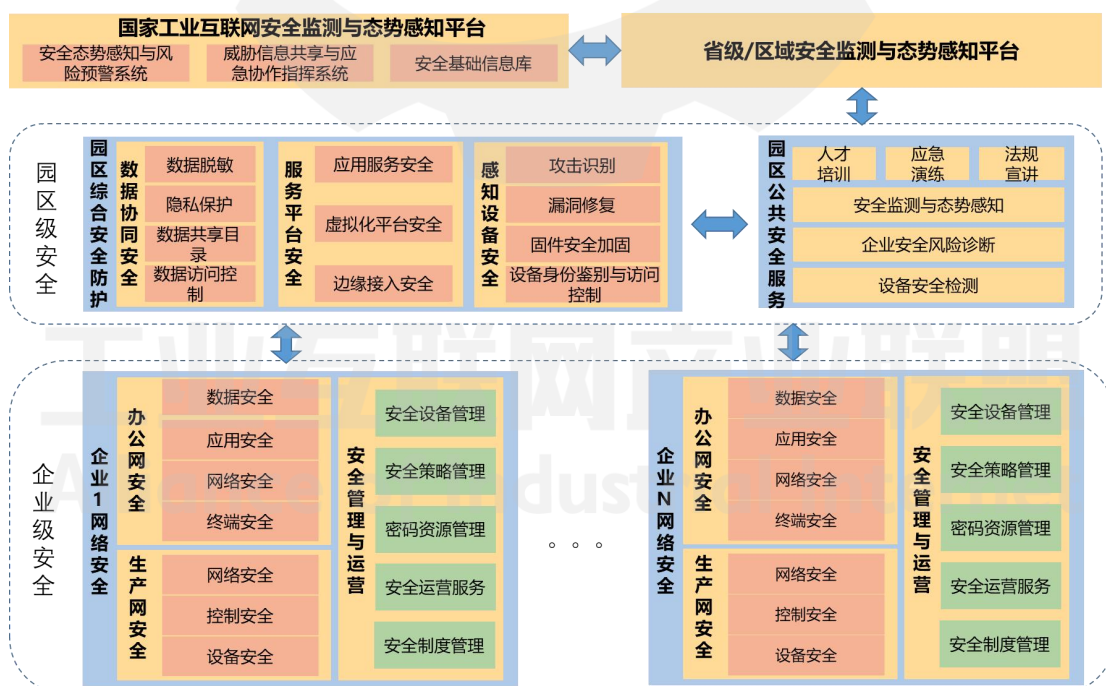 国家工业互联网安全监测与态势感知平台
安全态势感知与风
险预警系统
威胁信息共享与应
急协作指挥系统
安全基础信息库
省级/区域安全监测与态势感知平台
园区级安全
园区综合安全防护
数据协同安全
数据脱敏
隐私保护
数据共享目
录
数据访问控
制
服务平台安全
应用服务安全
虚拟化平台安全
边缘接入安全
感知设备安全
攻击识别
漏洞修复
固件安全加固
设备身份鉴别与访问
控制
园区公共安全服务
人才
培训
应急
演练
法规
宣讲
安全监测与态势感知
企业安全风险诊断
设备安全检测
工业互联网产业联盟
Alliance of Industrial Internet
企业级安全
企业1网络安全
办公网安全
数据安全
应用安全
网络安全
终端安全
生产网安全
网络安全
控制安全
设备安全
安全管理与运营
安全设备管理
安全策略管理
密码资源管理
安全运营服务
安全制度管理
。。。
企业N网络安全
办公网安全
数据安全
应用安全
网络安全
终端安全
生产网安全
网络安全
控制安全
设备安全
安全管理与运营
安全设备管理
安全策略管理
密码资源管理
安全运营服务
安全制度管理